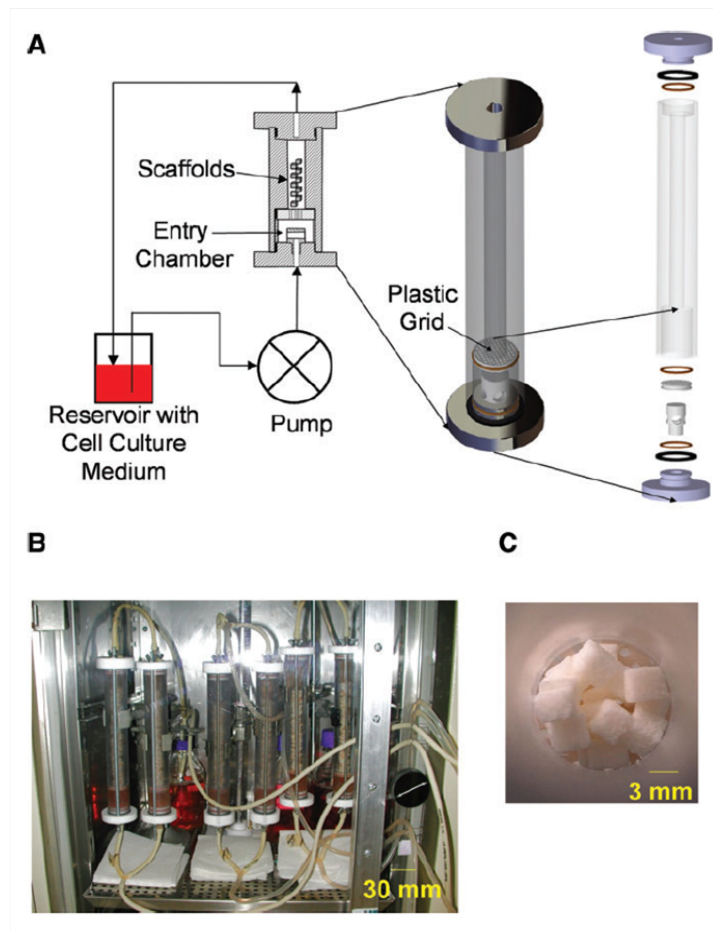 A
Scaffolds
Entry
Chamber
Plastic
Grid
Reservoir with
Cell Culture
Medium
Pump
B
C
30 mm
3 mm